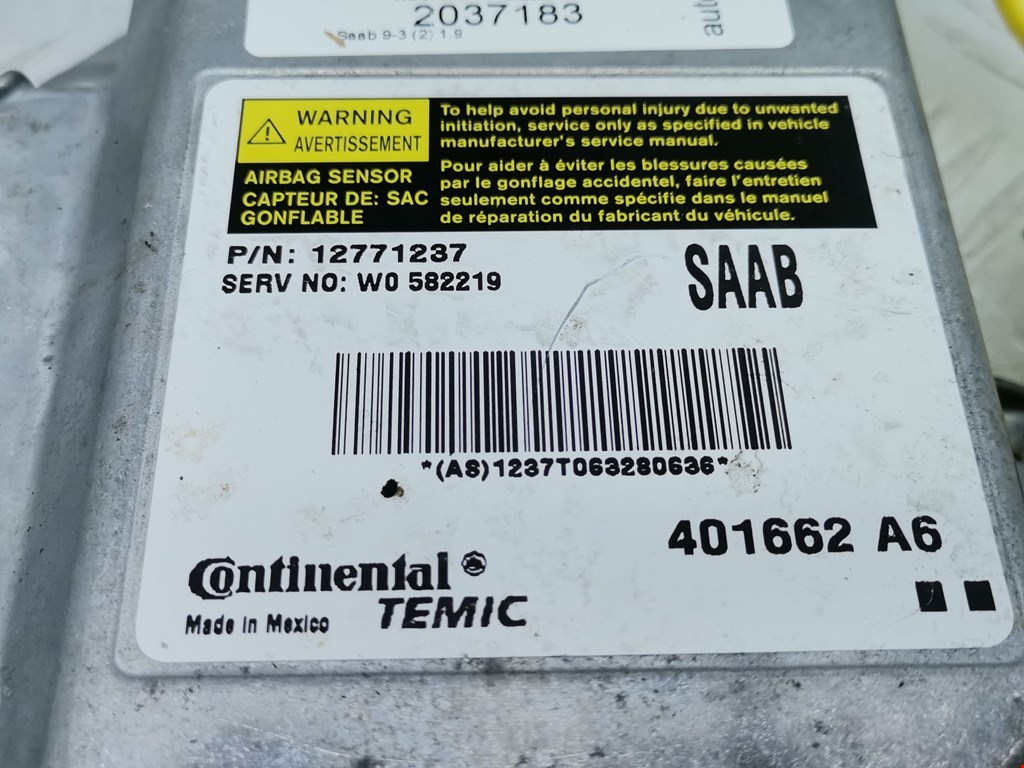 2037183
Saab 9-3 (2) 1.9
auto
WARNING
AVERTISSEMENT
AIRBAG SENSOR
CAPTEUR DE: SAC
GONFLABLE
To help avoid personal injury due to unwanted
initiation, service only as specified in vehicle
manufacturer's service manual.
Pour aider à éviter les blessures causées
par le gonflage accidentel, faire l'entretien
seulement comme spécifie dans le manuel
de réparation du fabricant du véhicule.
P/N: 12771237
SERV NO: W0 582219
SAAB
*(AS)1237T063280636*
401662 A6
Continental
TEMIC
Made in Mexico